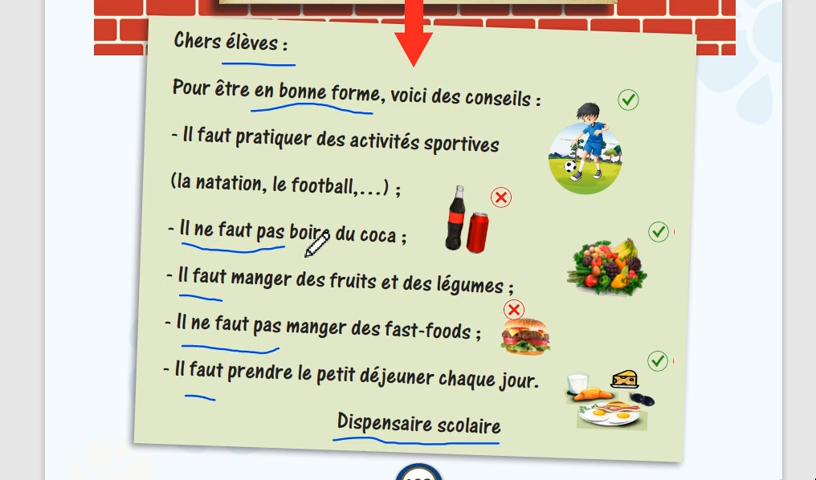 Chers élèves :
Pour être en bonne forme, voici des conseils :
- Il faut pratiquer des activités sportives
(la natation, le football,...) ;
- Il ne faut pas boire du coca ;
- Il faut manger des fruits et des légumes ;
- Il ne faut pas manger des fast-foods ;
- Il faut prendre le petit déjeuner chaque jour.
Dispensaire scolaire